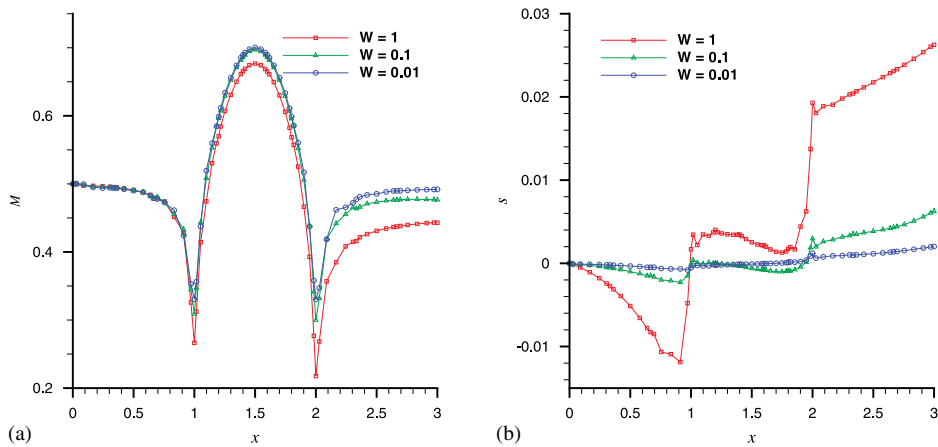 W = 1
W = 0.1
W = 0.01
0.6
0.4
0.2
M
0 0.5 1 1.5 2 2.5 3
x
(a)
W = 1
W = 0.1
W = 0.01
0.03
0.02
0.01
0
-0.01
s
0 0.5 1 1.5 2 2.5 3
x
(b)